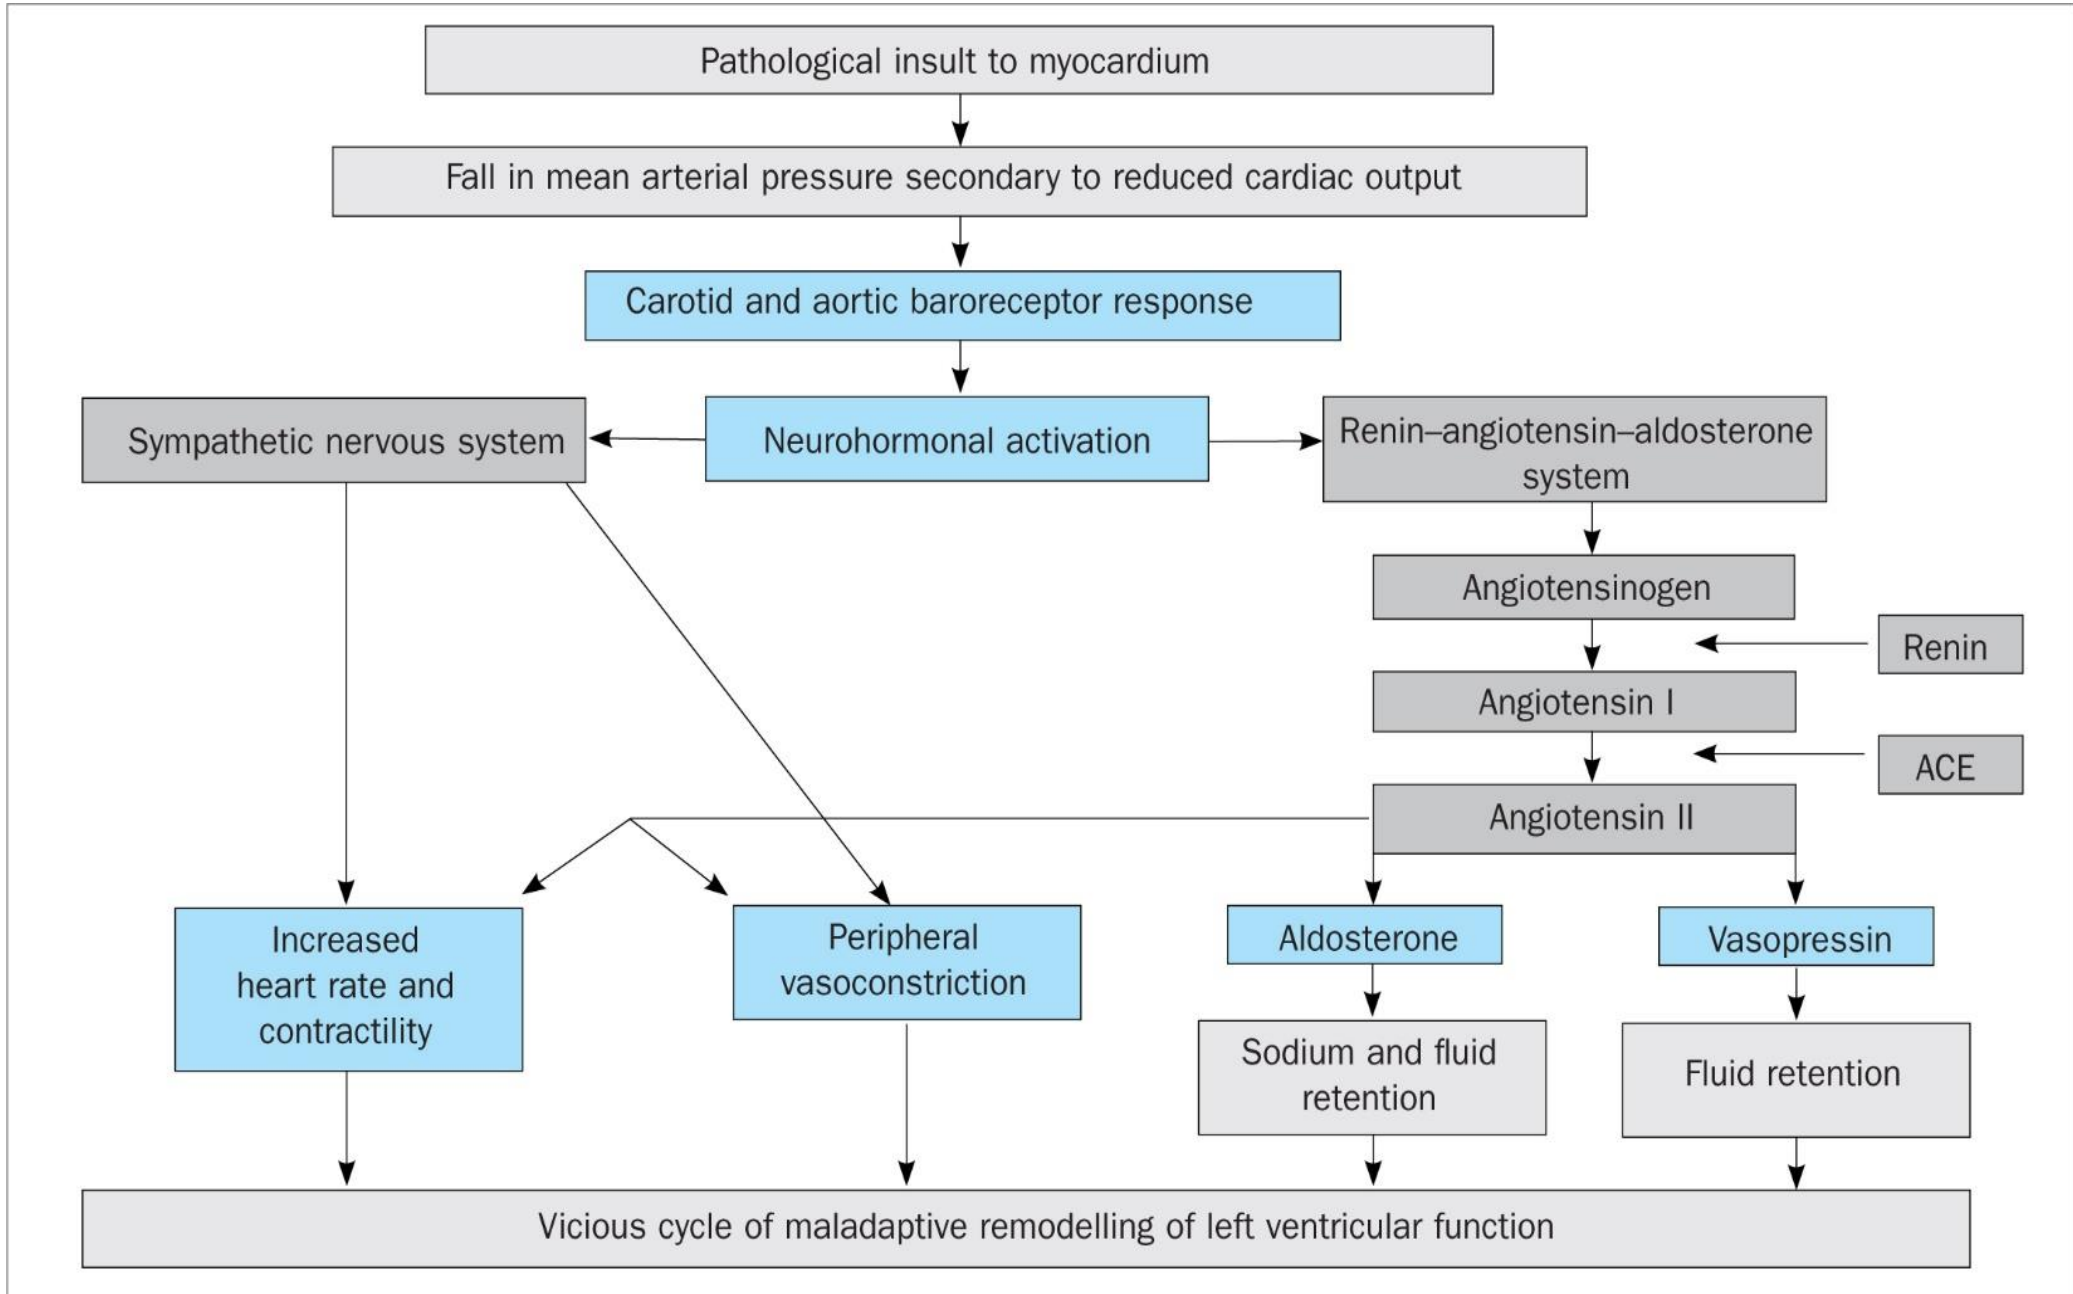 Pathological insult to myocardium
Fall in mean arterial pressure secondary to reduced cardiac output
Carotid and aortic baroreceptor response
Sympathetic nervous system
Neurohormonal activation
Renin–angiotensin–aldosterone
system
Angiotensinogen
Renin
Angiotensin I
ACE
Angiotensin II
Increased
heart rate and
contractility
Peripheral
vasoconstriction
Aldosterone
Vasopressin
Sodium and fluid
retention
Fluid retention
Vicious cycle of maladaptive remodelling of left ventricular function